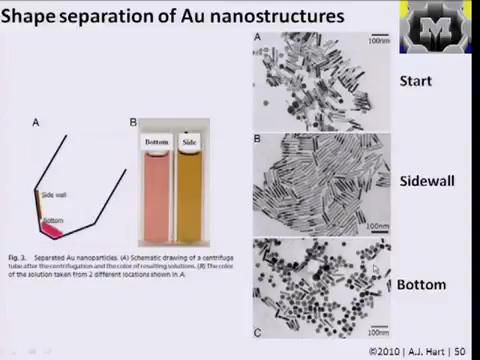 Shape separation of Au nanostructures
M
A
100nm
Start
A
B
Bottom
Side
Side wall
Bottom
B
100nm
Sidewall
Fig. 3. Separated Au nanoparticles. (A) Schematic drawing of a centrifuge
tube after the centrifugation and the color of resulting solutions. (B) The color
of the solution taken from 2 different locations shown in A.
C
100nm
Bottom
©2010 | A.J. Hart | 50